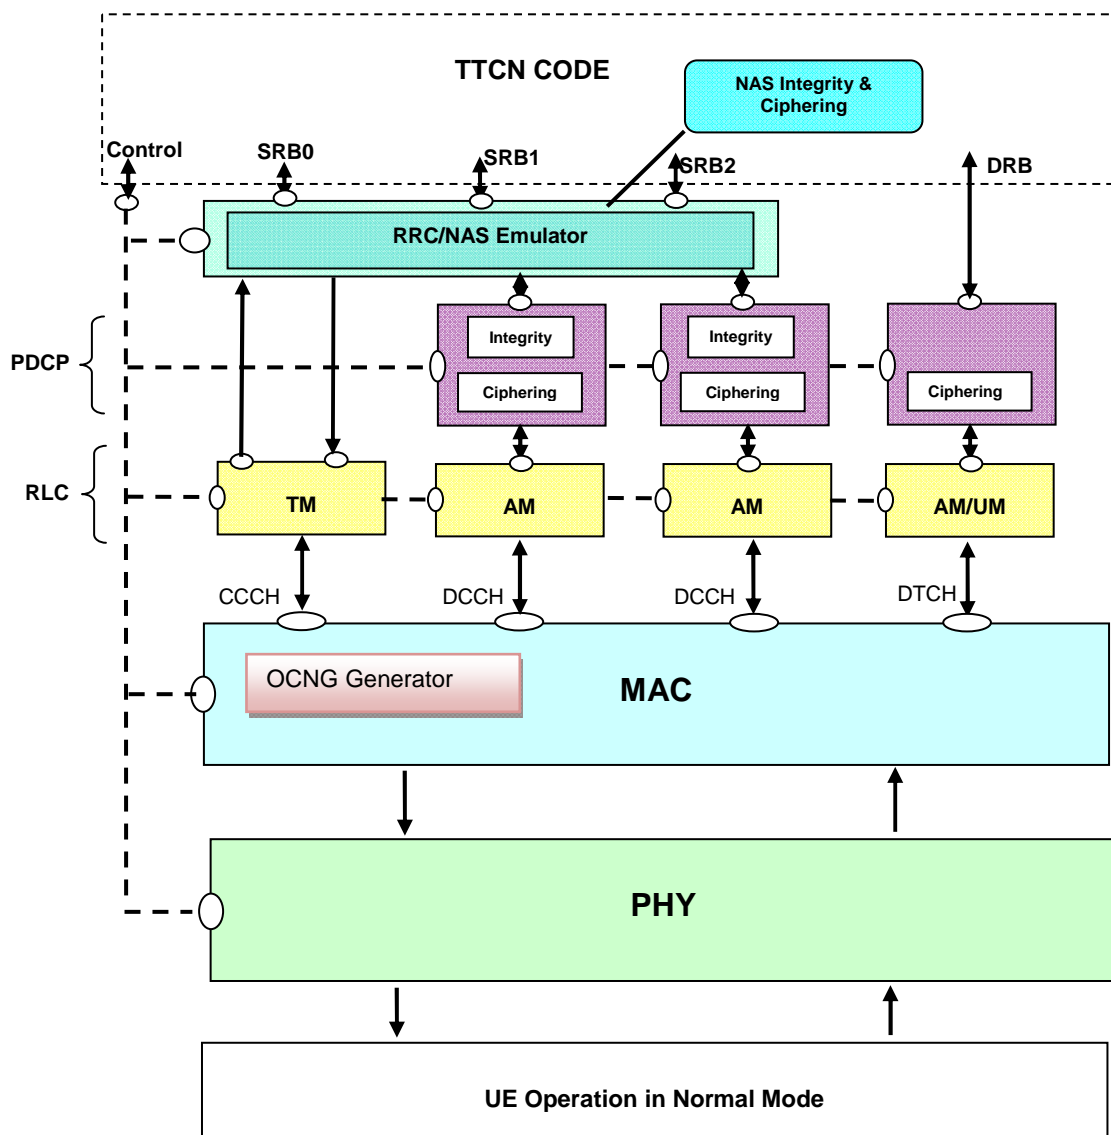 TTCN CODE
NAS Integrity &
Ciphering
Control
SRB0
SRB1
SRB2
DRB
RRC/NAS Emulator
PDCP
Integrity
Integrity
Ciphering
Ciphering
Ciphering
RLC
TM
AM
AM
AM/UM
CCCH
DCCH
DCCH
DTCH
OCNG Generator
MAC
PHY
UE Operation in Normal Mode